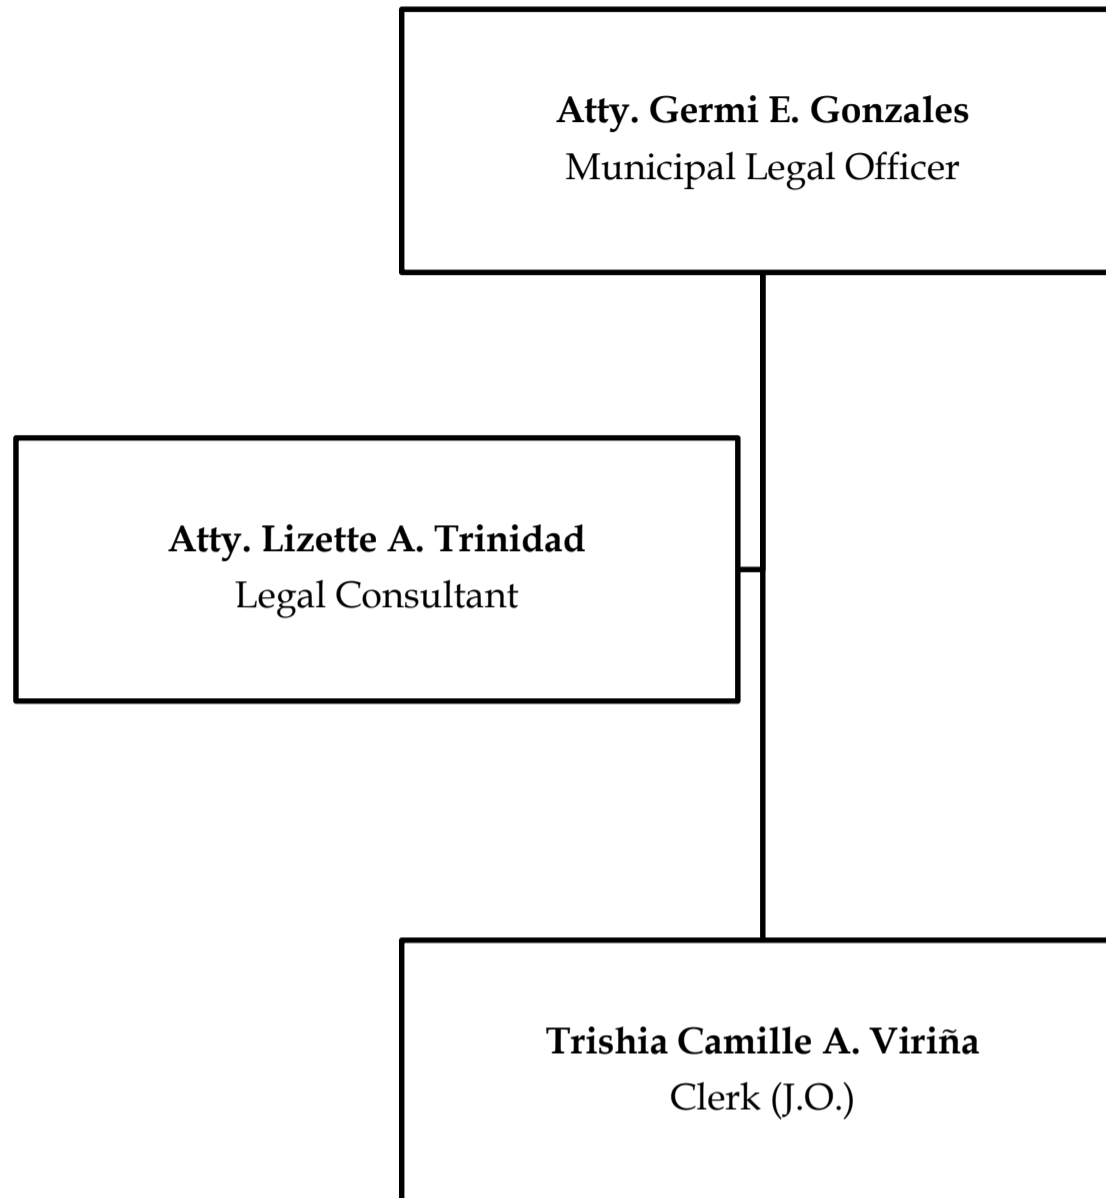 Atty. Germi E. Gonzales
Municipal Legal Officer
Atty. Lizette A. Trinidad
Legal Consultant
Trishia Camille A. Viriña
Clerk (J.O.)